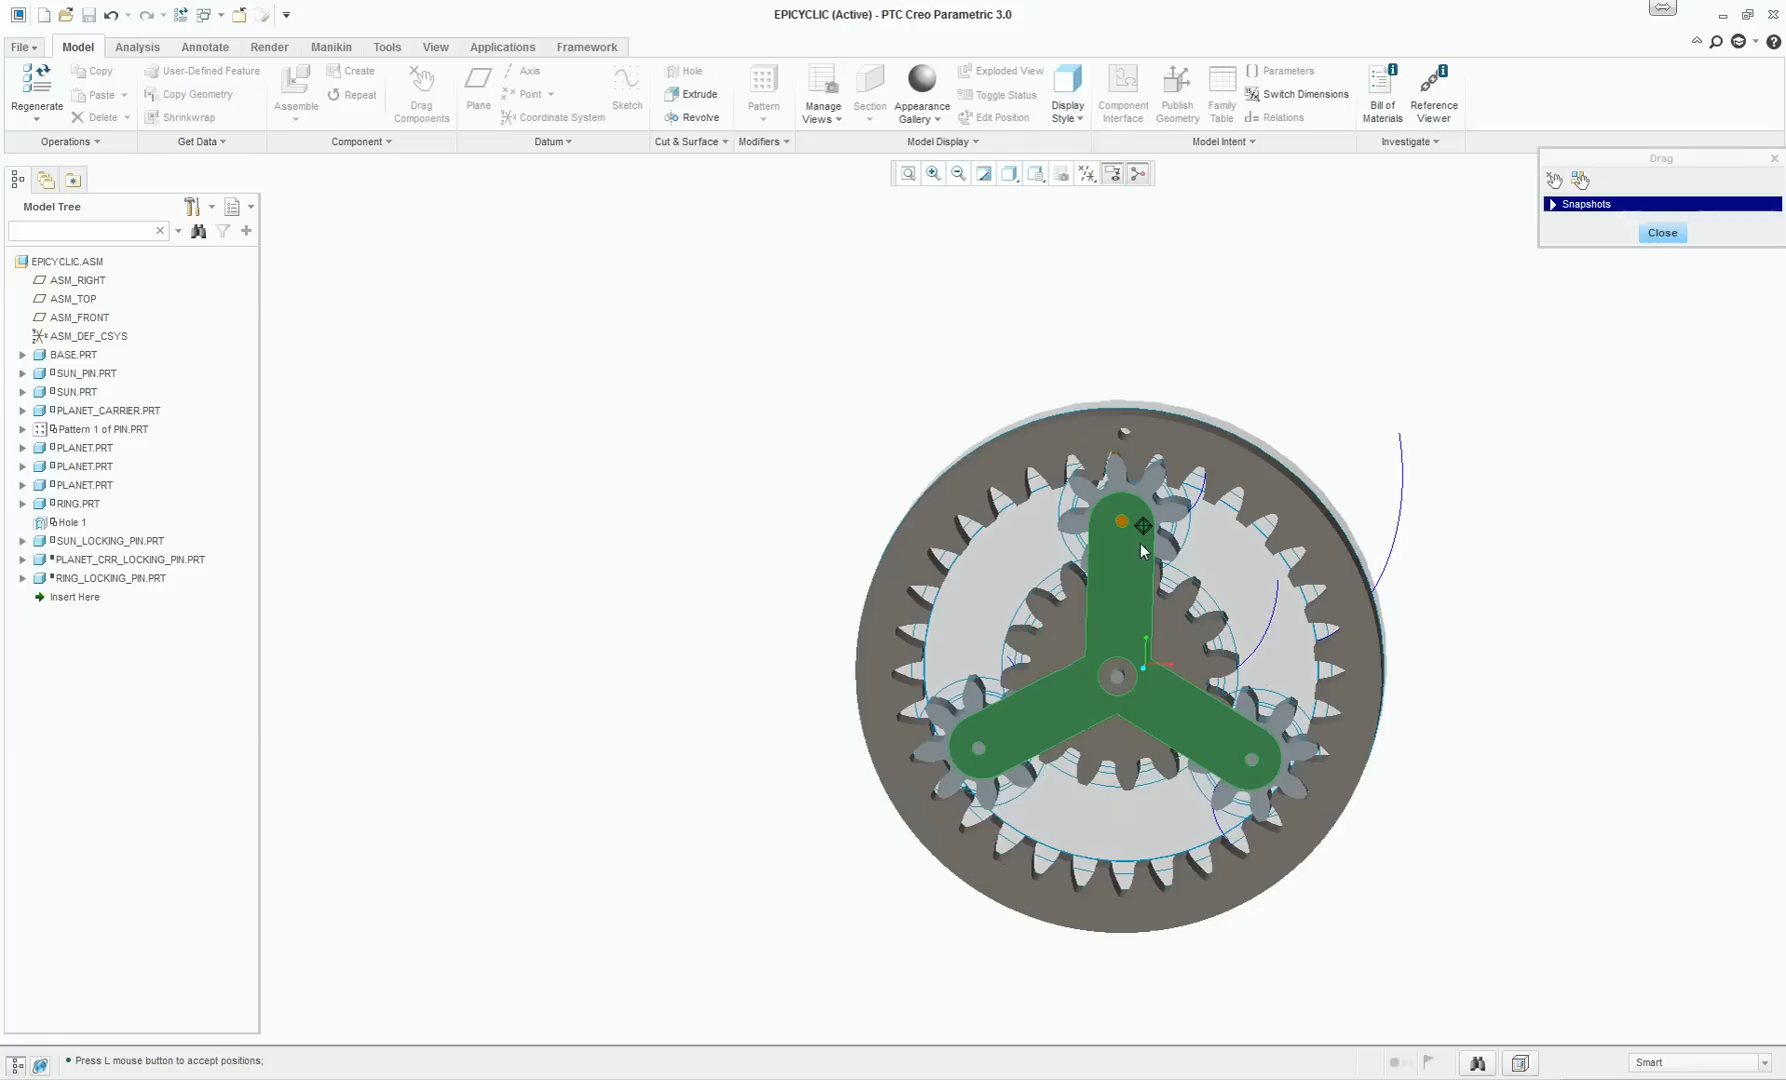 EPICYCLIC (Active) - PTC Creo Parametric 3.0
File Model Analysis Annotate Render Manikin Tools View Applications Framework
Regenerate
Copy
Paste
Delete
User-Defined Feature
Copy Geometry
Shrinkwrap
Assemble
Create
Repeat
Drag
Components
Plane
Axis
Point
Coordinate System
Sketch
Hole
Extrude
Revolve
Pattern
Manage
Views
Section
Appearance
Gallery
Exploded View
Toggle Status
Edit Position
Display
Style
Component
Interface
Publish
Geometry
Family
Table
Parameters
Switch Dimensions
Relations
Bill of
Materials
Reference
Viewer
Operations Get Data Component Datum Cut & Surface Modifiers Model Display Model Intent Investigate
Drag
Snapshots
Close
Model Tree
EPICYCLIC.ASM
ASM_RIGHT
ASM_TOP
ASM_FRONT
ASM_DEF_CSYS
BASE.PRT
SUN_PIN.PRT
SUN.PRT
PLANET_CARRIER.PRT
Pattern 1 of PIN.PRT
PLANET.PRT
PLANET.PRT
PLANET.PRT
RING.PRT
Hole 1
SUN_LOCKING_PIN.PRT
PLANET_CRR_LOCKING_PIN.PRT
RING_LOCKING_PIN.PRT
Insert Here
Press L mouse button to accept positions;
Smart